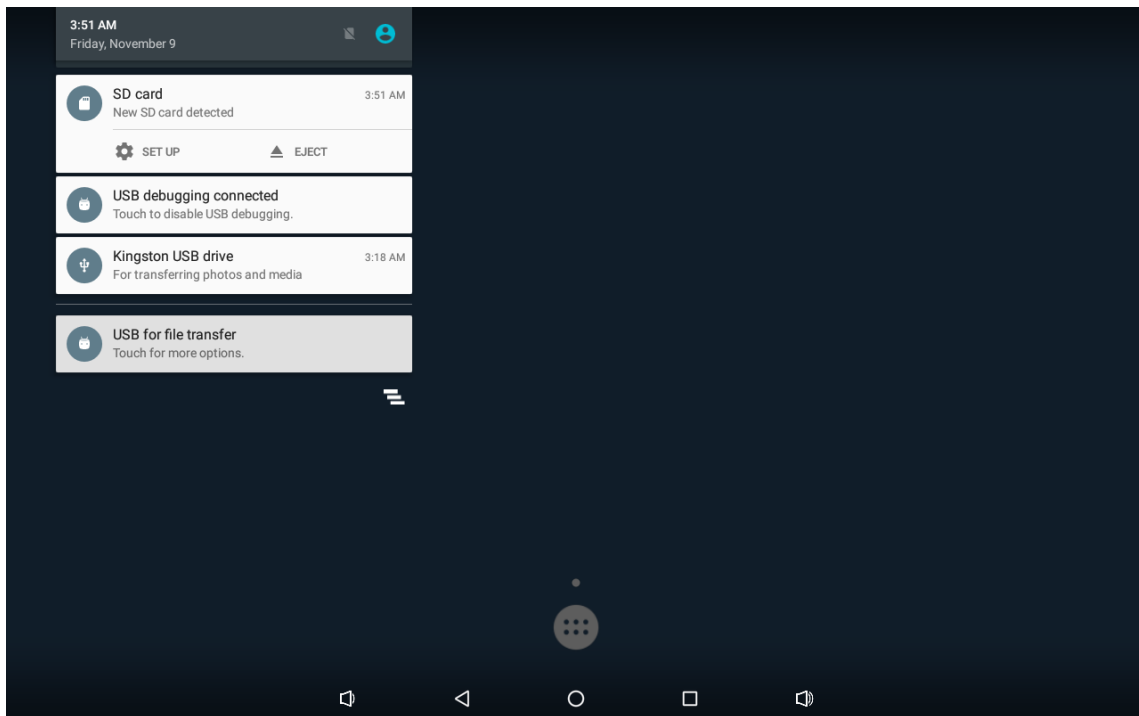 3:51 AM
Friday, November 9
SD card 3:51 AM
New SD card detected
SET UP EJECT
USB debugging connected
Touch to disable USB debugging.
Kingston USB drive 3:18 AM
For transferring photos and media
USB for file transfer
Touch for more options.